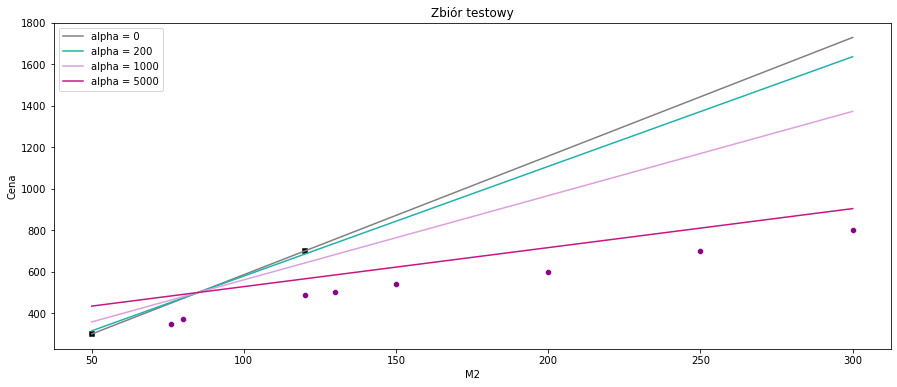 Zbiór testowy
alpha = 0
alpha = 200
alpha = 1000
alpha = 5000
1800
1600
1400
1200
1000
800
600
400
Cena
50
100
150
200
250
300
M2